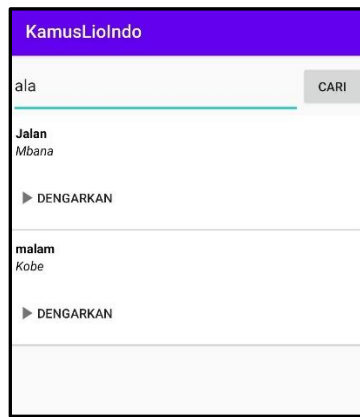 KamusLioIndo
ala CARI
Jalan
Mbana
DENGARKAN
malam
Kobe
DENGARKAN